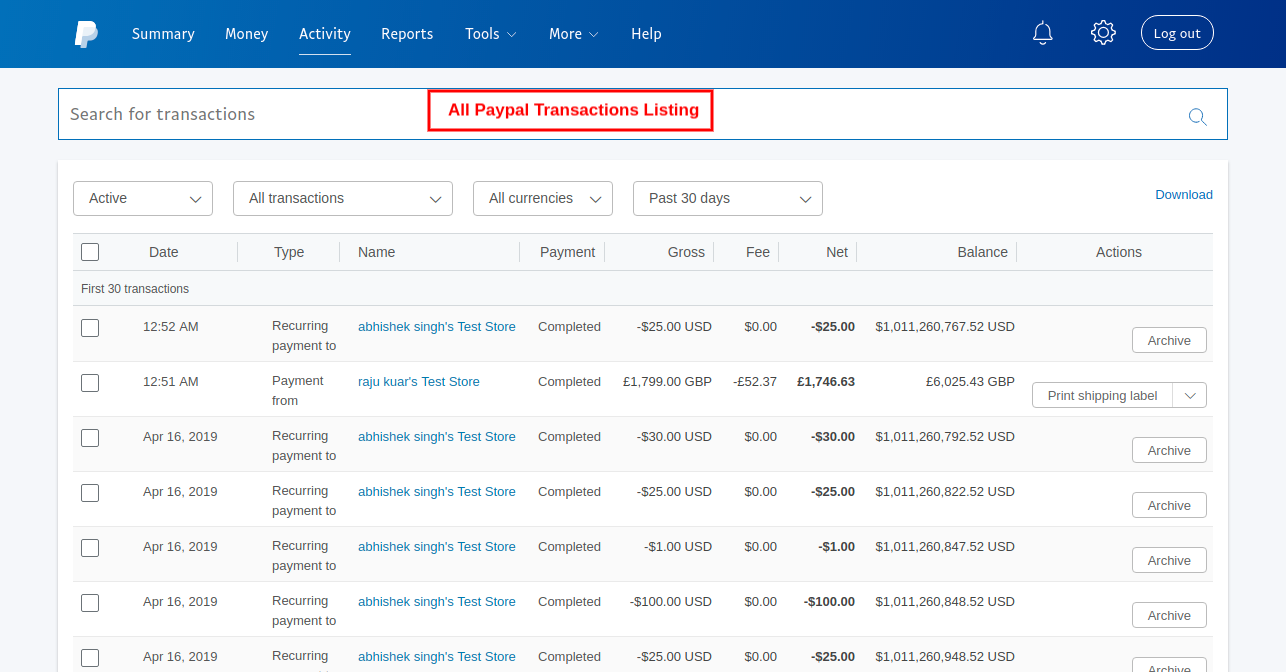 Summary Money Activity Reports Tools More Help Log out
All Paypal Transactions Listing
Search for transactions
Active All transactions All currencies Past 30 days Download
Date Type Name Payment Gross Fee Net Balance Actions
First 30 transactions
12:52 AM Recurring abhishek singh's Test Store Completed -$25.00 USD $0.00 -$25.00 $1,011,260,767.52 USD
payment to Archive
12:51 AM Payment raju kuar's Test Store Completed £1,799.00 GBP -£52.37 £1,746.63 £6,025.43 GBP
from Print shipping label
Apr 16, 2019 Recurring abhishek singh's Test Store Completed -$30.00 USD $0.00 -$30.00 $1,011,260,792.52 USD
payment to Archive
Apr 16, 2019 Recurring abhishek singh's Test Store Completed -$25.00 USD $0.00 -$25.00 $1,011,260,822.52 USD
payment to Archive
Apr 16, 2019 Recurring abhishek singh's Test Store Completed -$1.00 USD $0.00 -$1.00 $1,011,260,847.52 USD
payment to Archive
Apr 16, 2019 Recurring abhishek singh's Test Store Completed -$100.00 USD $0.00 -$100.00 $1,011,260,848.52 USD
payment to Archive
Apr 16, 2019 Recurring abhishek singh's Test Store Completed -$25.00 USD $0.00 -$25.00 $1,011,260,948.52 USD
Archive